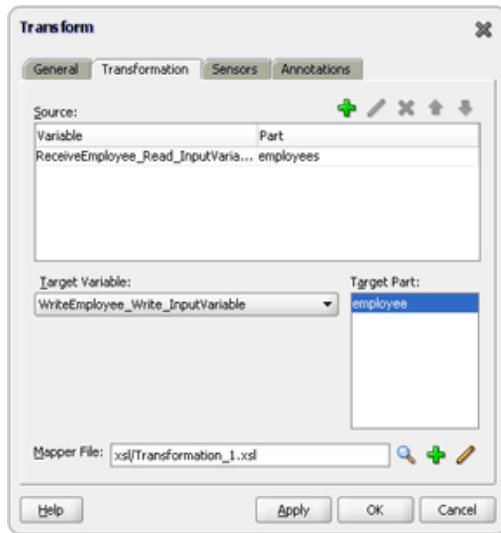 Transform
General Transformation Sensors Annotations
Source:
Variable Part
ReceiveEmployee_Read_InputVaria... employees
Target Variable: Target Part:
WriteEmployee_Write_InputVariable employee
Mapper File: xsl/Transformation_1.xsl
Help Apply OK Cancel